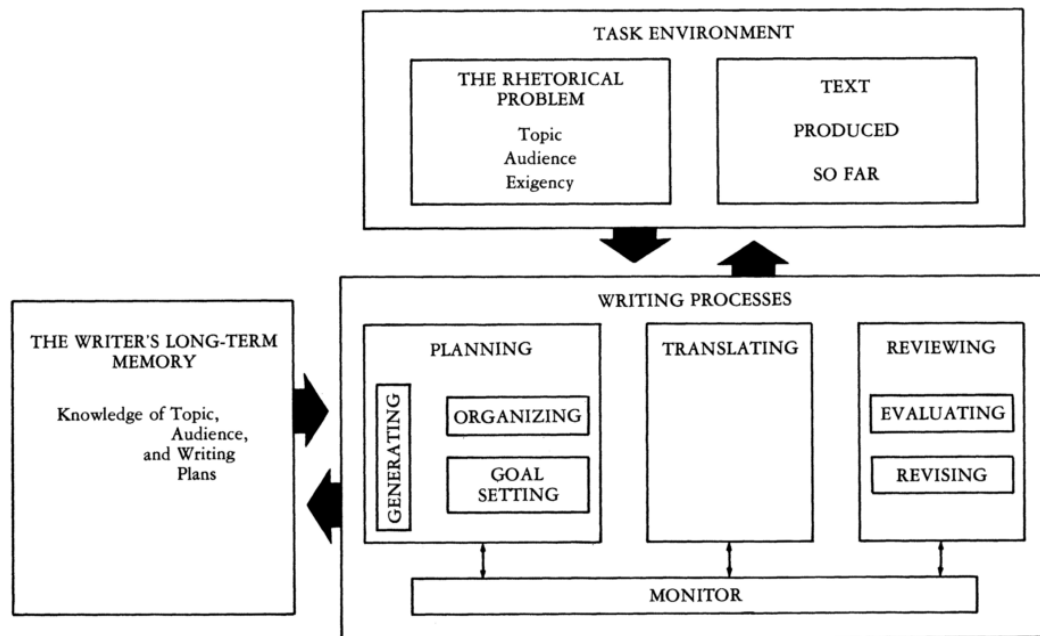 TASK ENVIRONMENT
THE RHETORICAL
PROBLEM
Topic
Audience
Exigency
TEXT
PRODUCED
SO FAR
WRITING PROCESSES
THE WRITER'S LONG-TERM
MEMORY
Knowledge of Topic,
Audience,
and Writing
Plans
PLANNING
GENERATING
ORGANIZING
GOAL
SETTING
TRANSLATING
REVIEWING
EVALUATING
REVISING
MONITOR